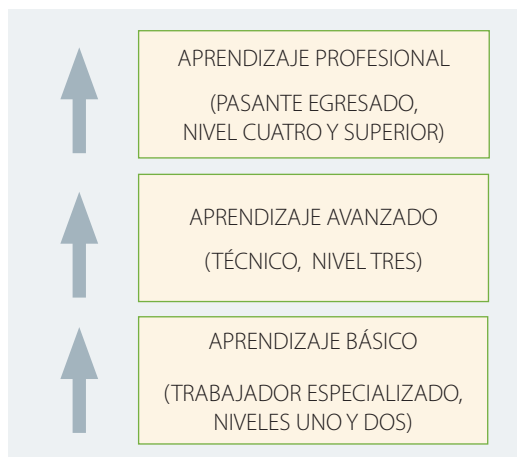 APRENDIZAJE PROFESIONAL
(PASANTE EGRESADO,
NIVEL CUATRO Y SUPERIOR)
APRENDIZAJE AVANZADO
(TÉCNICO, NIVEL TRES)
APRENDIZAJE BÁSICO
(TRABAJADOR ESPECIALIZADO,
NIVELES UNO Y DOS)